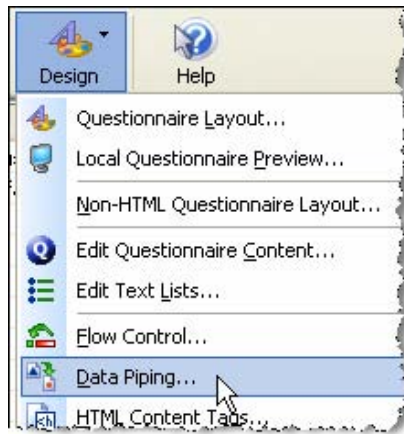 Design Help
Questionnaire Layout...
Local Questionnaire Preview...
Non-HTML Questionnaire Layout...
Edit Questionnaire Content...
Edit Text Lists...
Flow Control...
Data Piping...
HTML Content Tags...